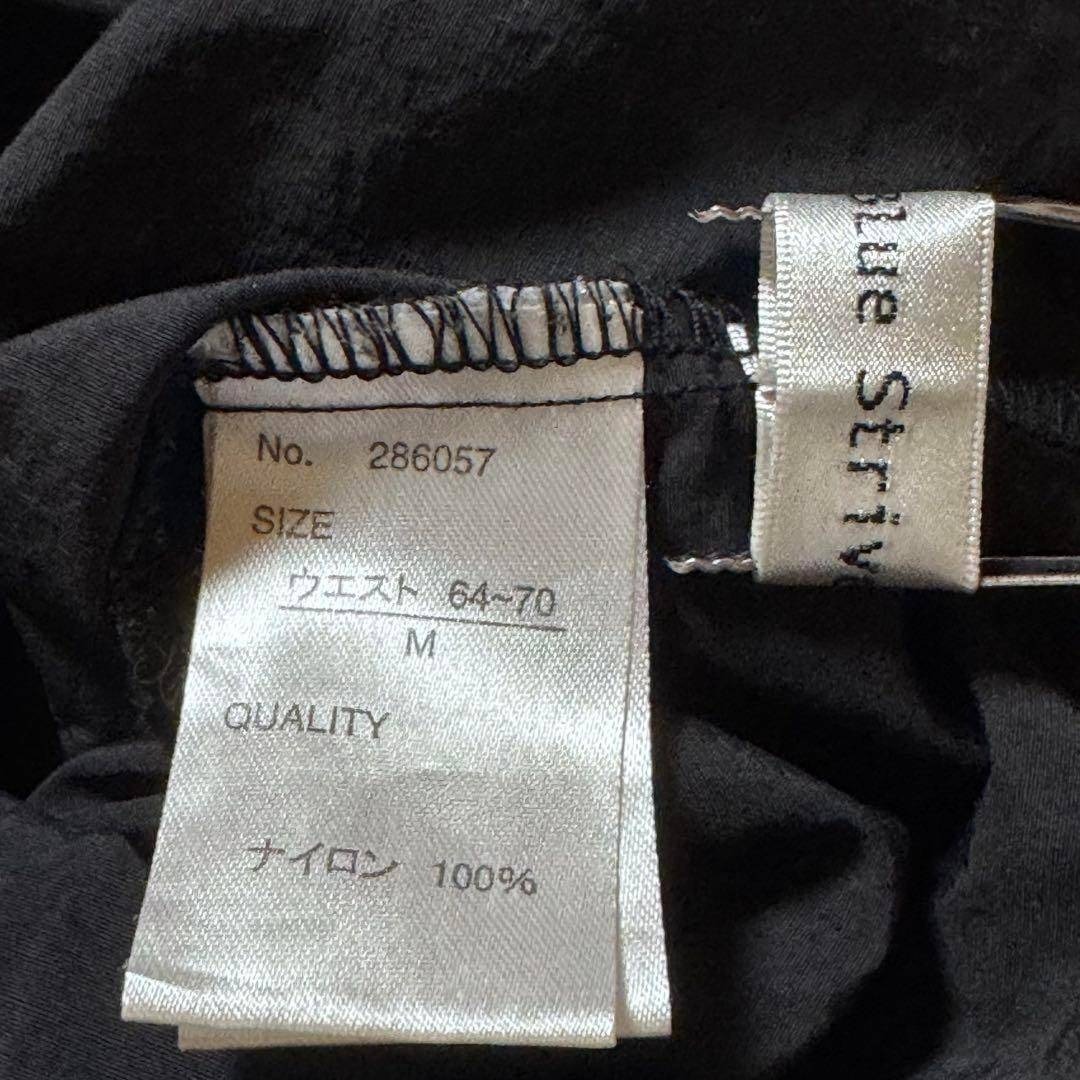 No. 286057
SIZE
ウエスト 64~70
M
QUALITY
ナイロン 100%
Blue